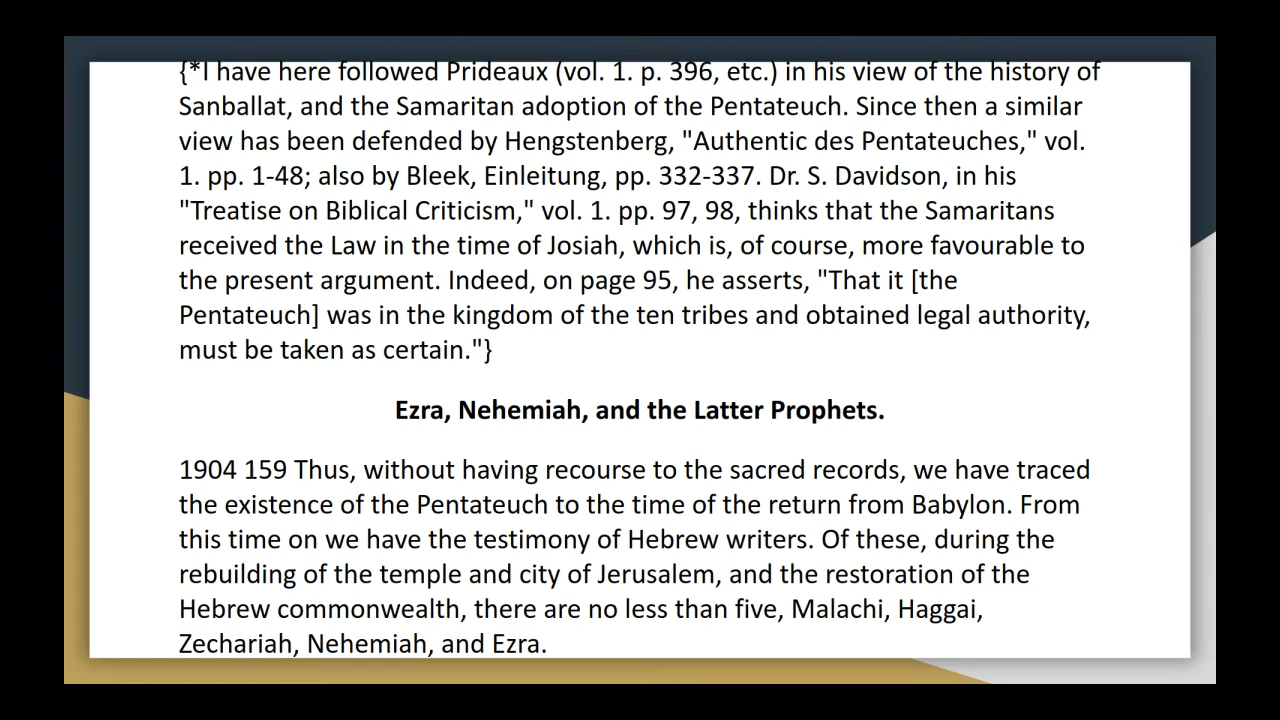 {*I have here followed Prideaux (vol. 1. p. 396, etc.) in his view of the history of
Sanballat, and the Samaritan adoption of the Pentateuch. Since then a similar
view has been defended by Hengstenberg, "Authentic des Pentateuches," vol.
1. pp. 1-48; also by Bleek, Einleitung, pp. 332-337. Dr. S. Davidson, in his
"Treatise on Biblical Criticism," vol. 1. pp. 97, 98, thinks that the Samaritans
received the Law in the time of Josiah, which is, of course, more favourable to
the present argument. Indeed, on page 95, he asserts, "That it [the
Pentateuch] was in the kingdom of the ten tribes and obtained legal authority,
must be taken as certain."}
Ezra, Nehemiah, and the Latter Prophets.
1904 159 Thus, without having recourse to the sacred records, we have traced
the existence of the Pentateuch to the time of the return from Babylon. From
this time on we have the testimony of Hebrew writers. Of these, during the
rebuilding of the temple and city of Jerusalem, and the restoration of the
Hebrew commonwealth, there are no less than five, Malachi, Haggai,
Zechariah, Nehemiah, and Ezra.